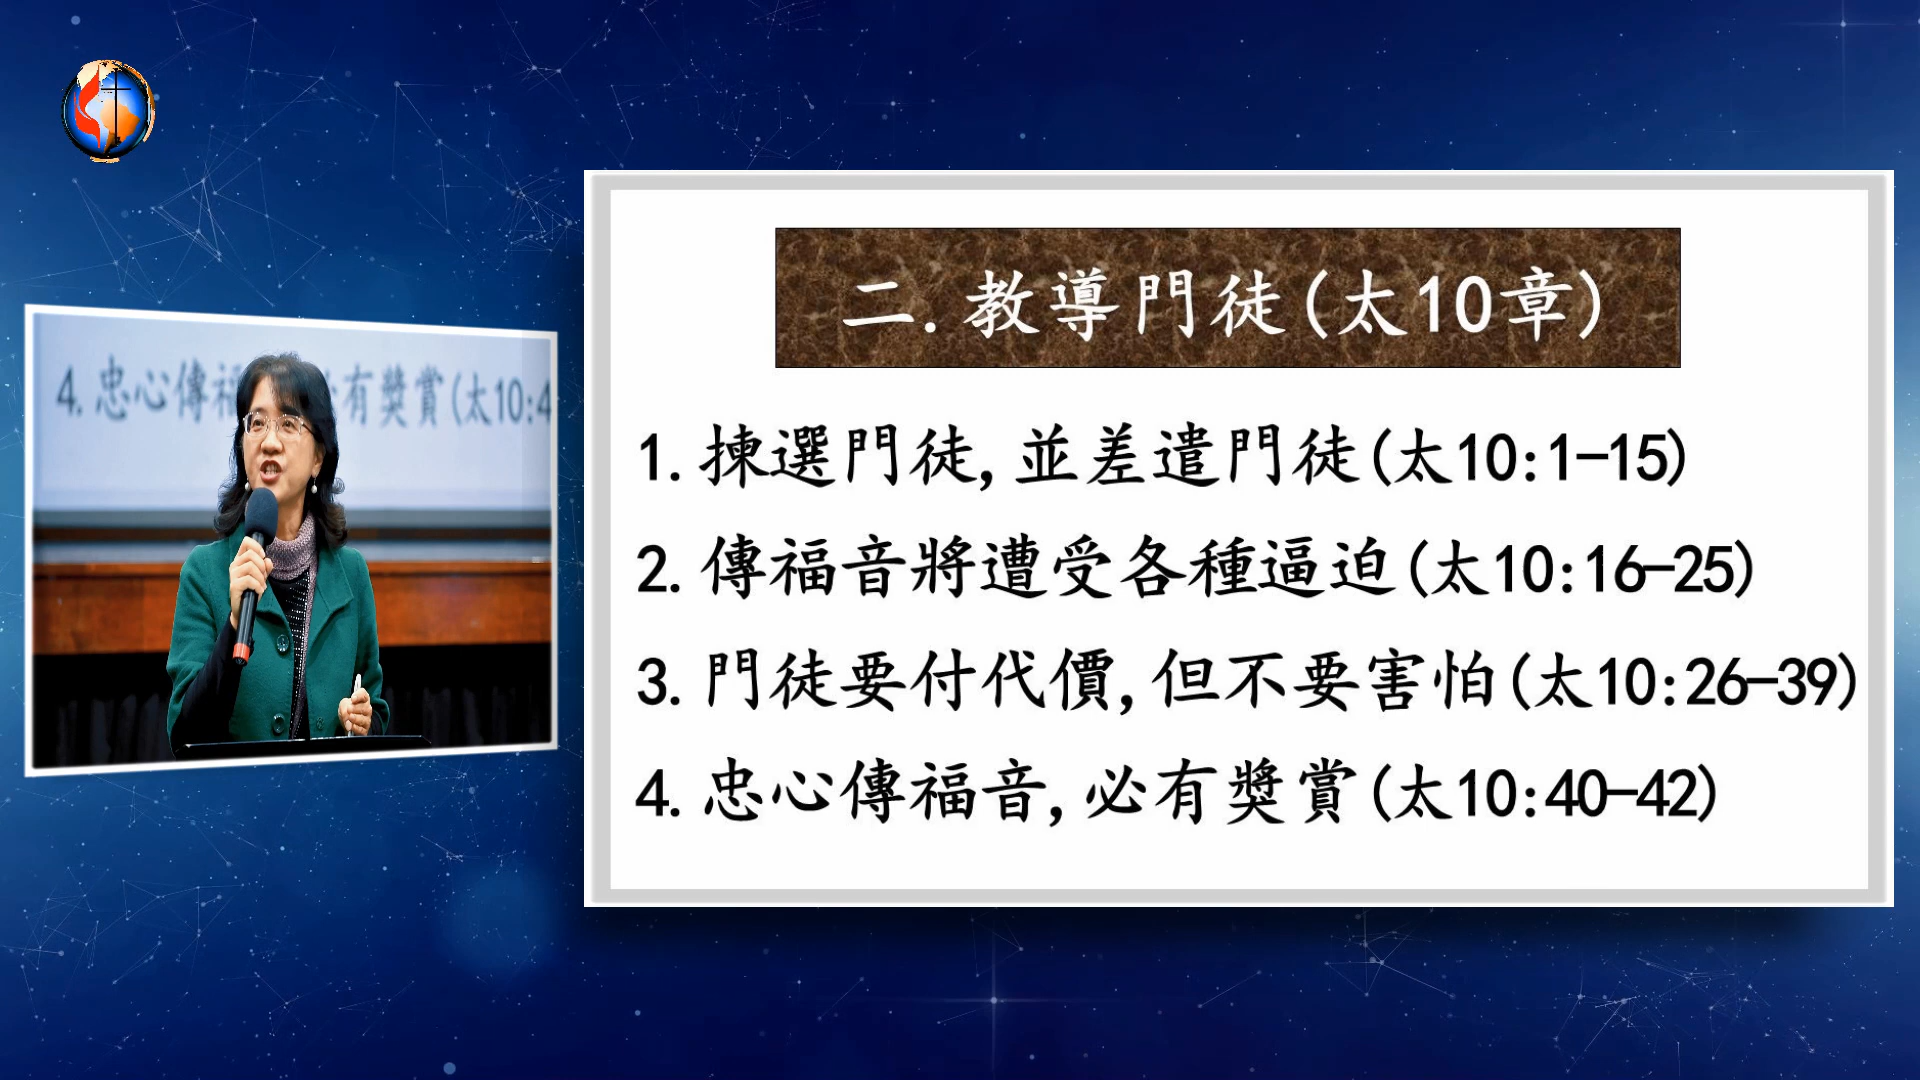 二.教導門徒(太10章)
1.揀選門徒,並差遣門徒(太10:1-15)
2.傳福音將遭受各種逼迫(太10:16-25)
3.門徒要付代價,但不要害怕(太10:26-39)
4.忠心傳福音,必有獎賞(太10:40-42)
4.忠心傳福 有獎賞(太10:4